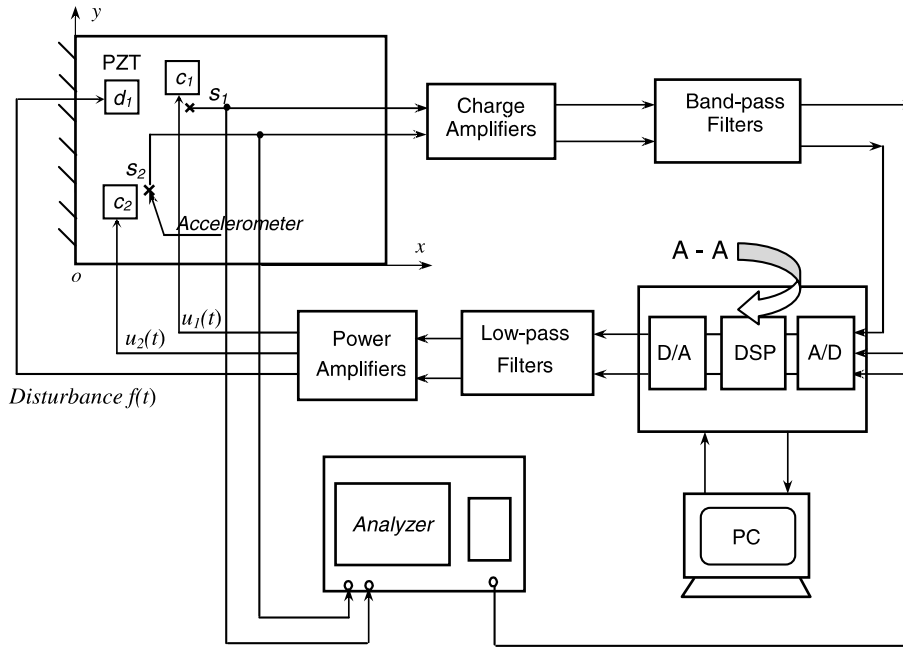 y
PZT
d1
c1
s1
s2
c2
Accelerometer
x
o
Charge
Amplifiers
Band-pass
Filters
A - A
u1(t)
u2(t)
Disturbance f(t)
Power
Amplifiers
Low-pass
Filters
D/A
DSP
A/D
Analyzer
PC